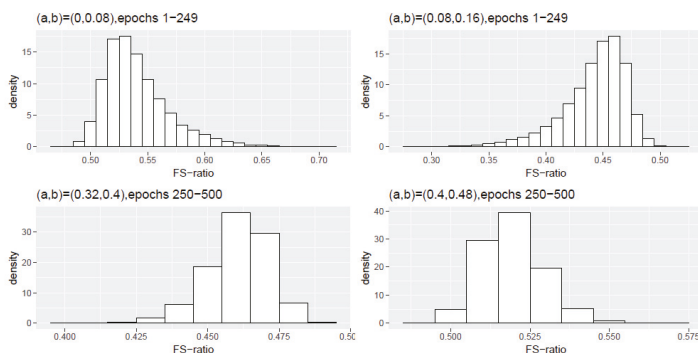 (a,b)=(0,0.08),epochs 1−249
density
15
10
5
0
0.50 0.55 0.60 0.65 0.70
FS−ratio
(a,b)=(0.08,0.16),epochs 1−249
density
15
10
5
0
0.30 0.35 0.40 0.45 0.50
FS−ratio
(a,b)=(0.32,0.4),epochs 250−500
density
30
20
10
0
0.400 0.425 0.450 0.475 0.50
FS−ratio
(a,b)=(0.4,0.48),epochs 250−500
density
40
30
20
10
0
0.500 0.525 0.550 0.575
FS−ratio